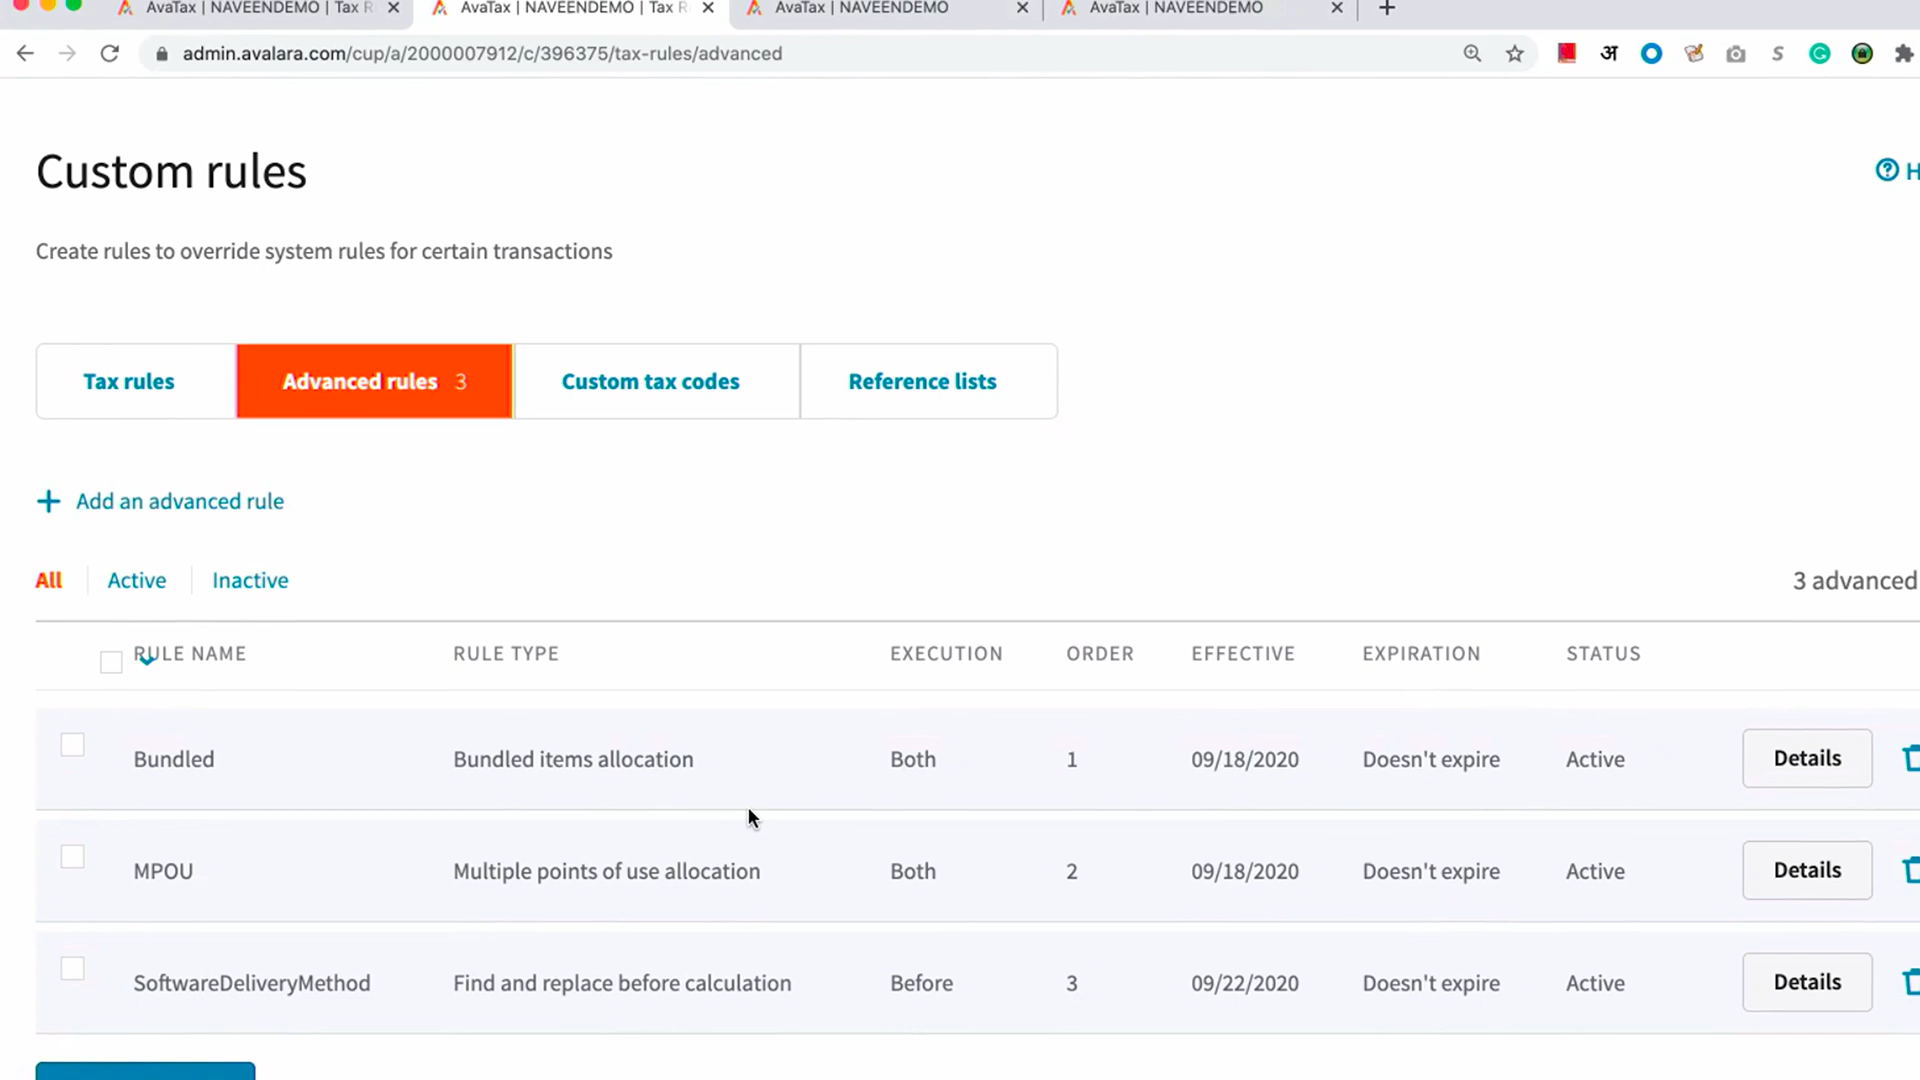 AvaTax | NAVEENDEMO | Tax R
AvaTax | NAVEENDEMO | Tax R
AvaTax | NAVEENDEMO
AvaTax | NAVEENDEMO
admin.avalara.com/cup/a/2000007912/c/396375/tax-rules/advanced
अ
S
Custom rules
H
Create rules to override system rules for certain transactions
Tax rules
Advanced rules 3
Custom tax codes
Reference lists
+ Add an advanced rule
All Active Inactive
3 advanced
RULE NAME RULE TYPE EXECUTION ORDER EFFECTIVE EXPIRATION STATUS
Bundled Bundled items allocation Both 1 09/18/2020 Doesn't expire Active Details
MPOU Multiple points of use allocation Both 2 09/18/2020 Doesn't expire Active Details
SoftwareDeliveryMethod Find and replace before calculation Before 3 09/22/2020 Doesn't expire Active Details